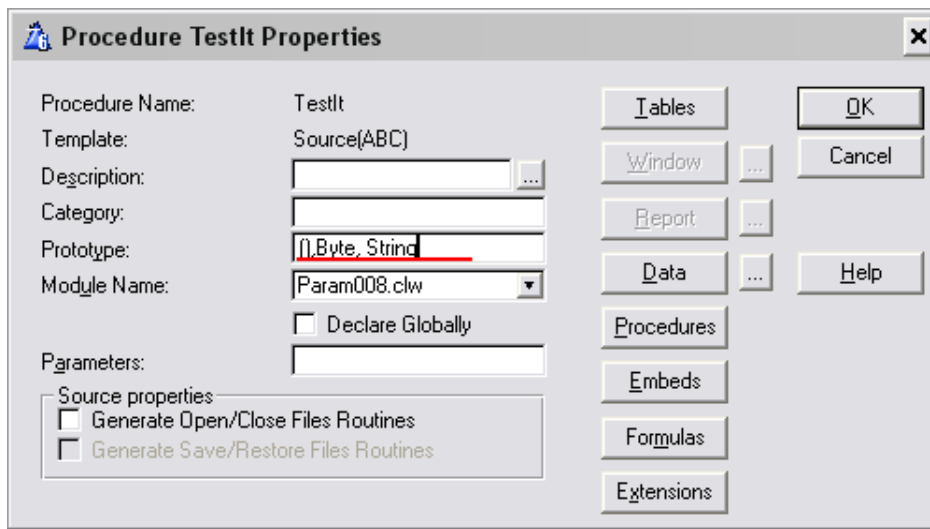 Procedure TestIt Properties
Procedure Name: TestIt
Template: Source(ABC)
Description: ...
Category:
Prototype: (),Byte, String
Module Name: Param008.clw
Declare Globally
Parameters:
Source properties
Generate Open/Close Files Routines
Generate Save/Restore Files Routines
Tables
Window ...
Report ...
Data ...
Procedures
Embeds
Formulas
Extensions
OK
Cancel
Help